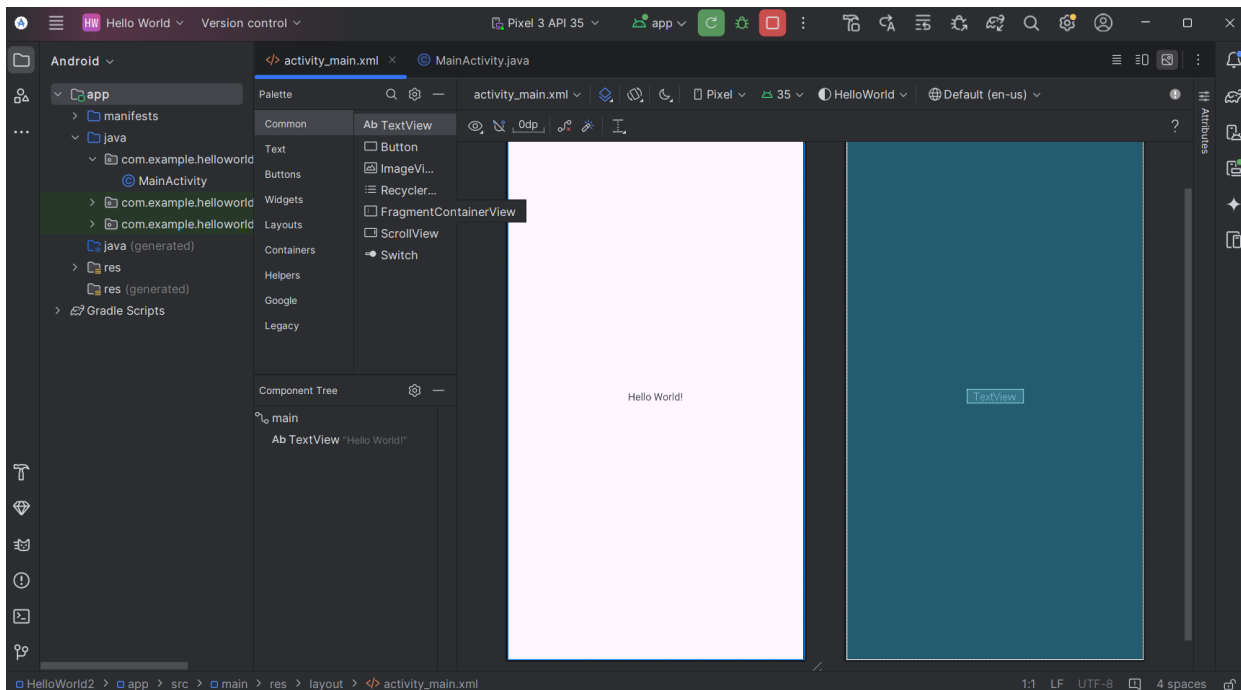 HW Hello World Version control Pixel 3 API 35 app
Android activity_main.xml MainActivity.java
app Palette activity_main.xml Pixel 35 HelloWorld Default (en-us)
manifests Common Ab TextView 0dp ?
java Text Button
com.example.helloworld Buttons ImageVi...
MainActivity Widgets Recycler...
com.example.helloworld Layouts FragmentContainerView
com.example.helloworld Containers ScrollView
java (generated) Helpers Switch
res Google
res (generated) Legacy
Gradle Scripts
Attributes
Component Tree
main
Ab TextView "Hello World!"
Hello World!
TextView
HelloWorld2 > app > src > main > res > layout > activity_main.xml 1:1 LF UTF-8 4 spaces